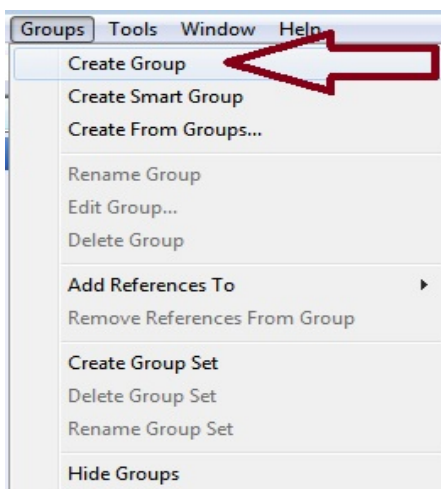 Groups Tools Window Help
Create Group
Create Smart Group
Create From Groups...
Rename Group
Edit Group...
Delete Group
Add References To
Remove References From Group
Create Group Set
Delete Group Set
Rename Group Set
Hide Groups